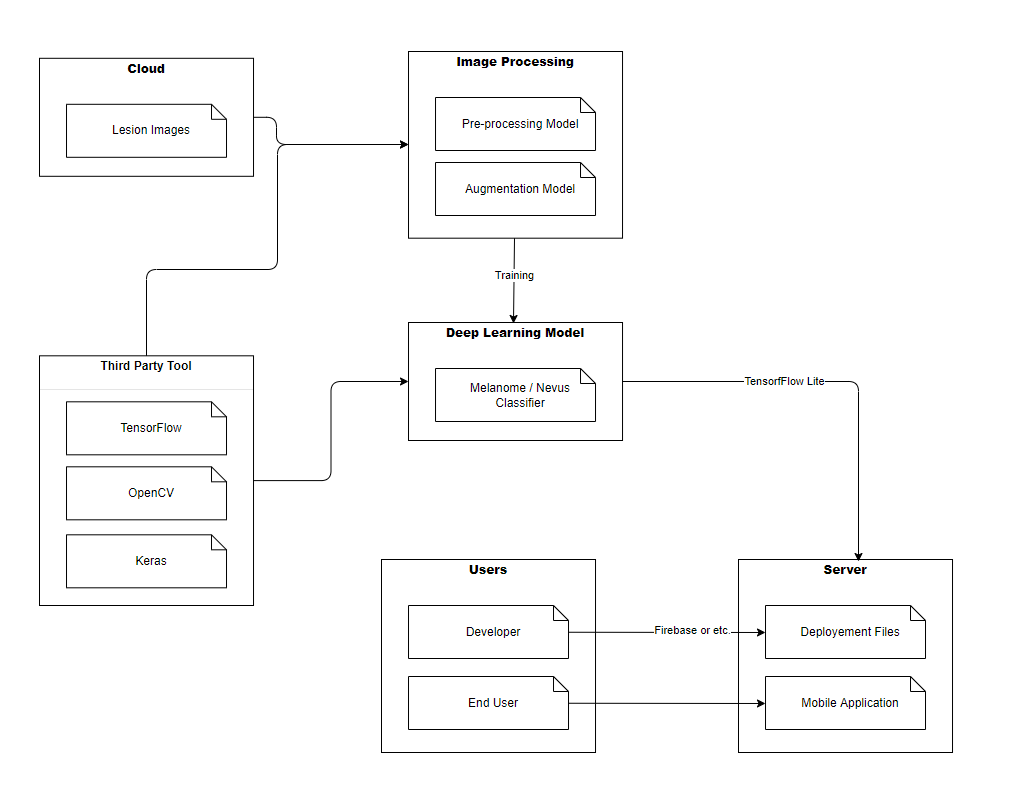 Cloud
Lesion Images
Image Processing
Pre-processing Model
Augmentation Model
Training
Third Party Tool
TensorFlow
OpenCV
Keras
Deep Learning Model
Melanome / Nevus
Classifier
TensorfFlow Lite
Users
Developer
End User
Firebase or etc.
Server
Deployement Files
Mobile Application